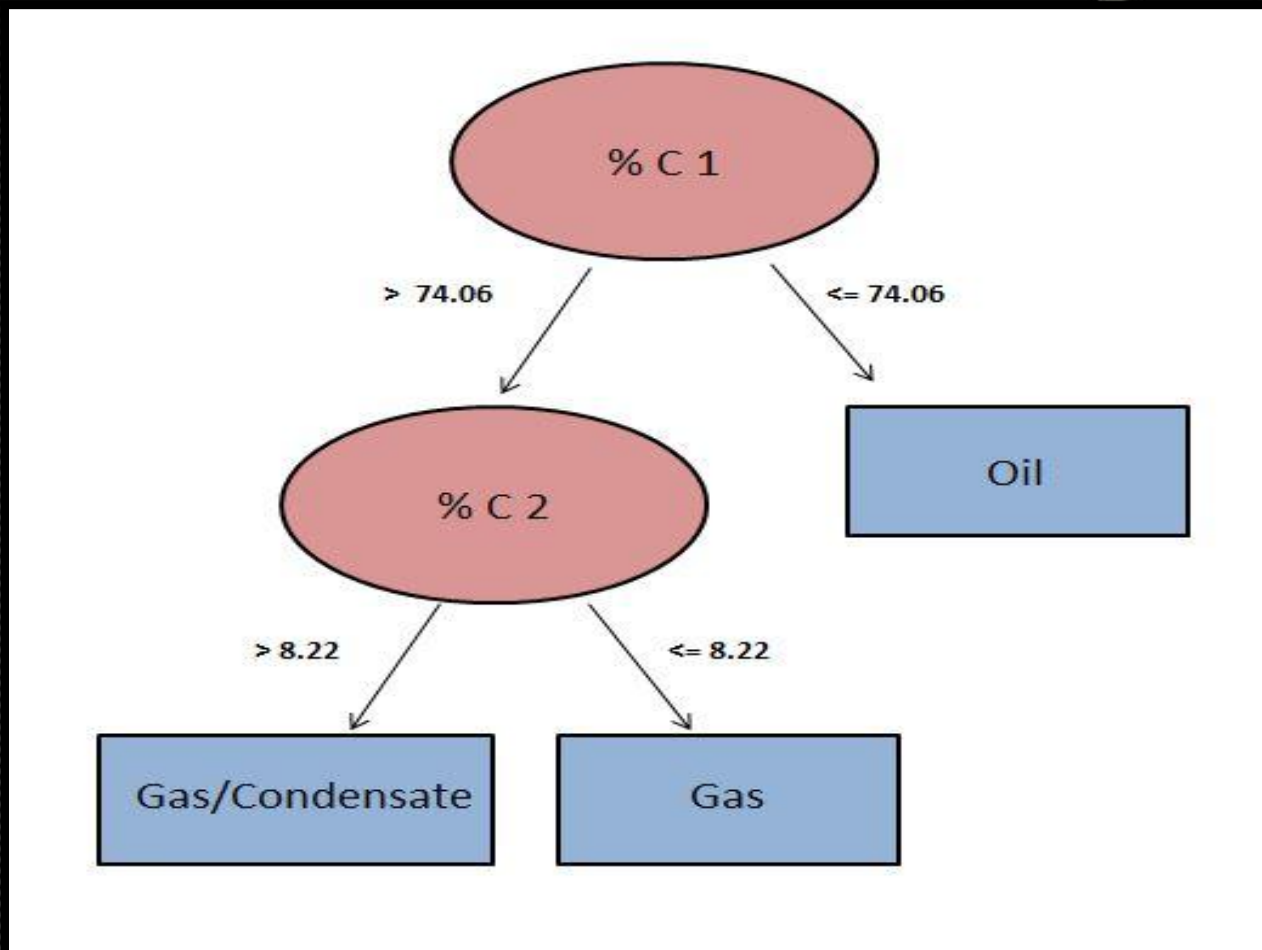 % C 1
> 74.06
<= 74.06
% C 2
Oil
> 8.22
<= 8.22
Gas/Condensate
Gas